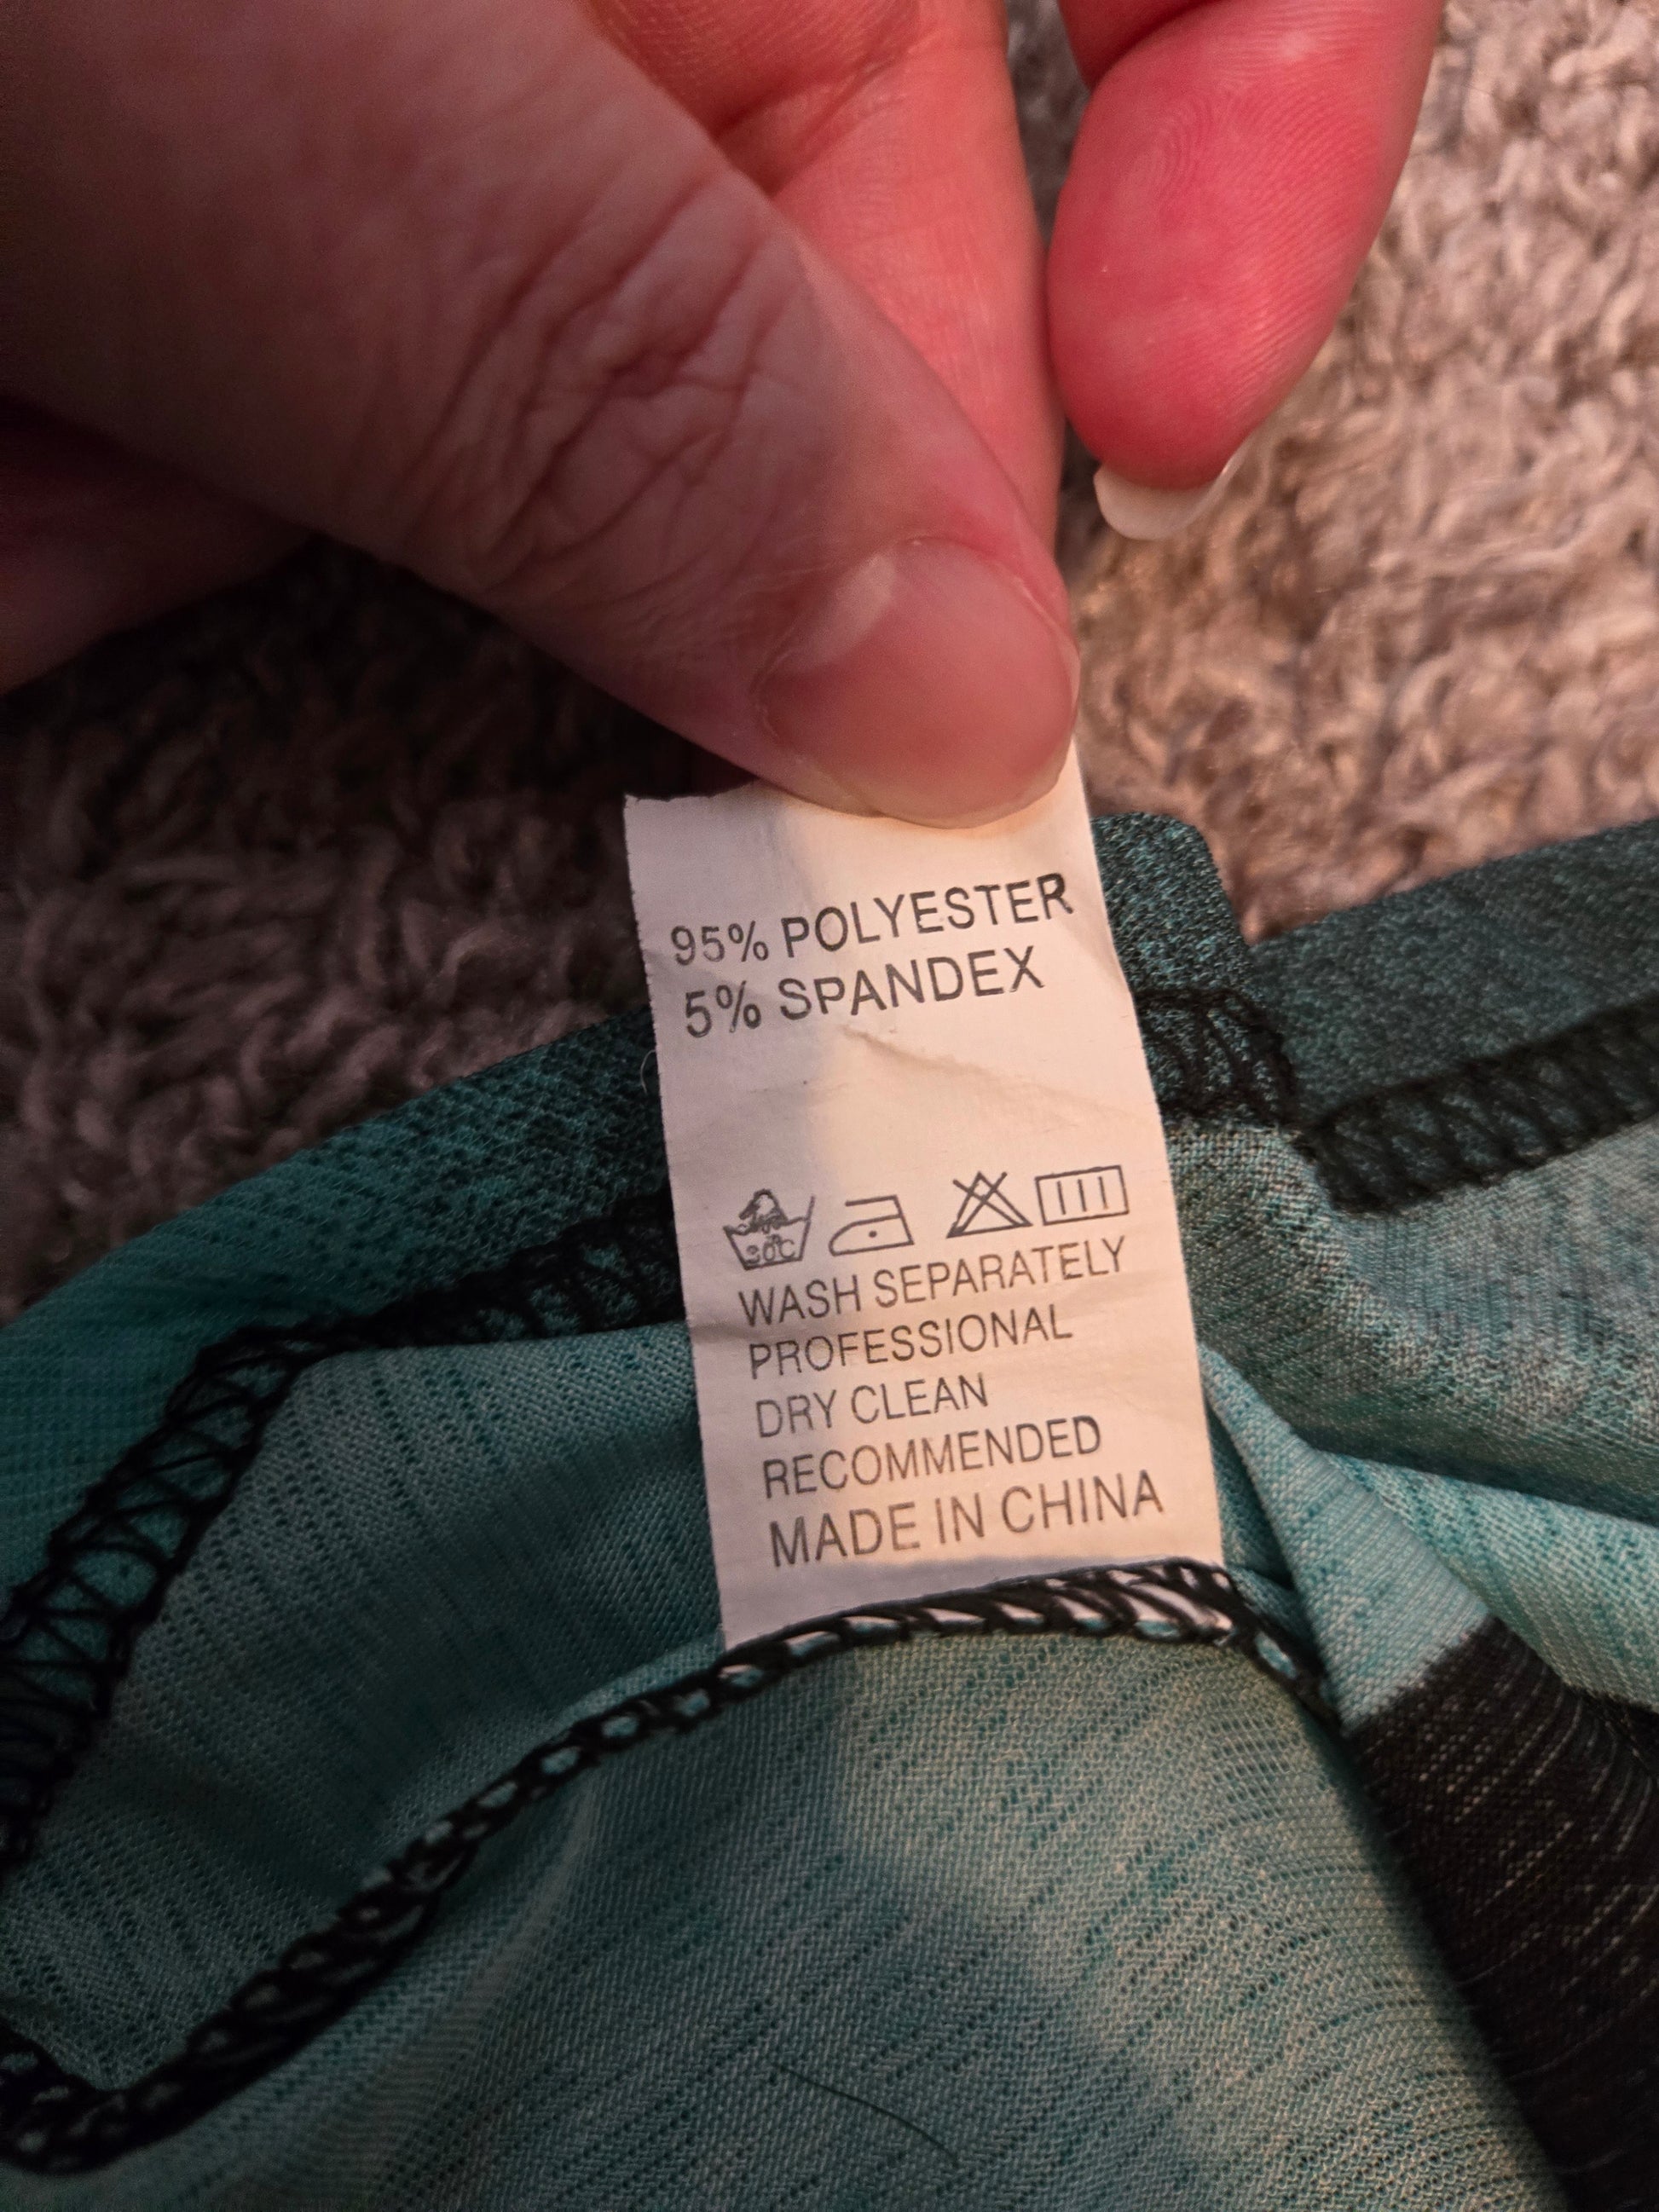 95% POLYESTER
5% SPANDEX
30°C
WASH SEPARATELY
PROFESSIONAL
DRY CLEAN
RECOMMENDED
MADE IN CHINA